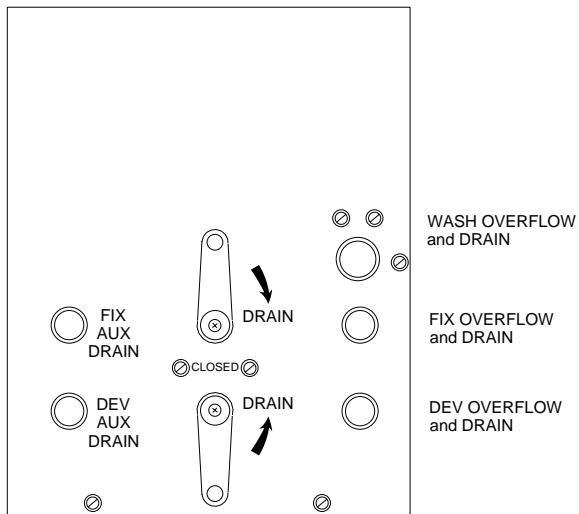 WASH OVERFLOW
and DRAIN
FIX
AUX
DRAIN
DRAIN
FIX OVERFLOW
and DRAIN
CLOSED
DEV
AUX
DRAIN
DRAIN
DEV OVERFLOW
and DRAIN